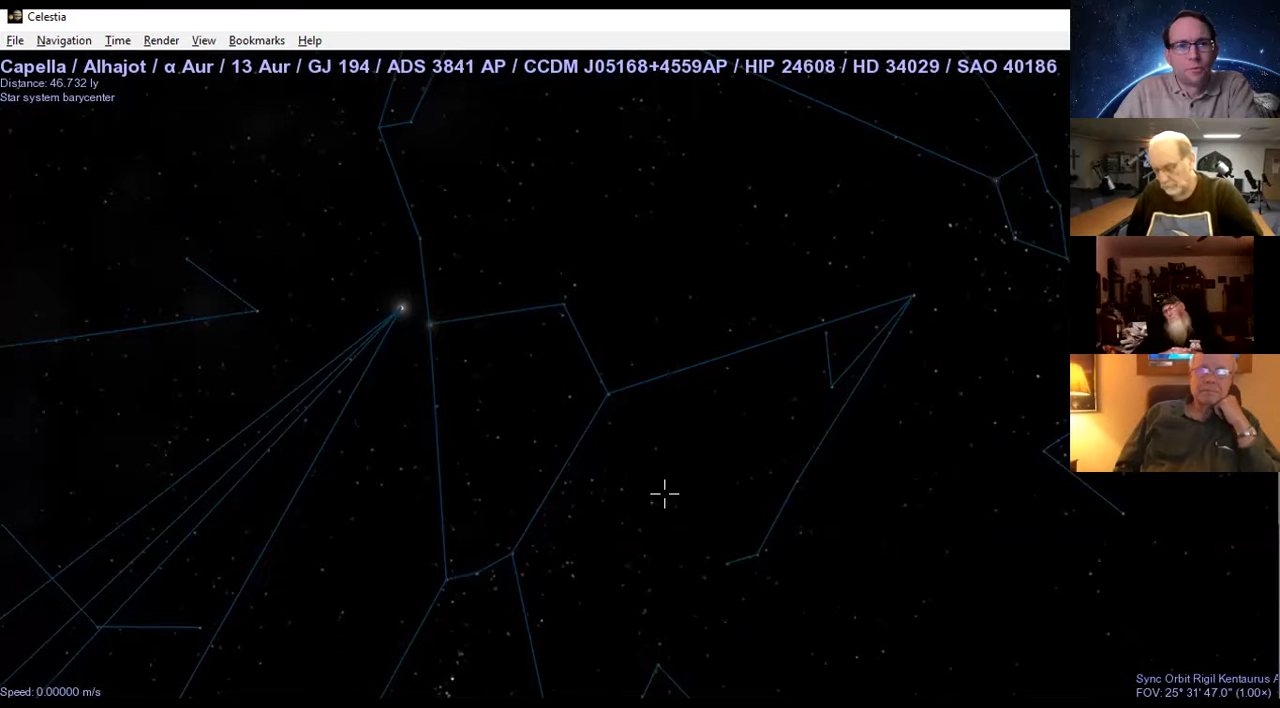 Celestia
File Navigation Time Render View Bookmarks Help
Capella / Alhajot / α Aur / 13 Aur / GJ 194 / ADS 3841 AP / CCDM J05168+4559AP / HIP 24608 / HD 34029 / SAO 40186
Distance: 46.732 ly
Star system barycenter
Speed: 0.00000 m/s
Sync Orbit Rigil Kentaurus A
FOV: 25° 31' 47.0" (1.00×)